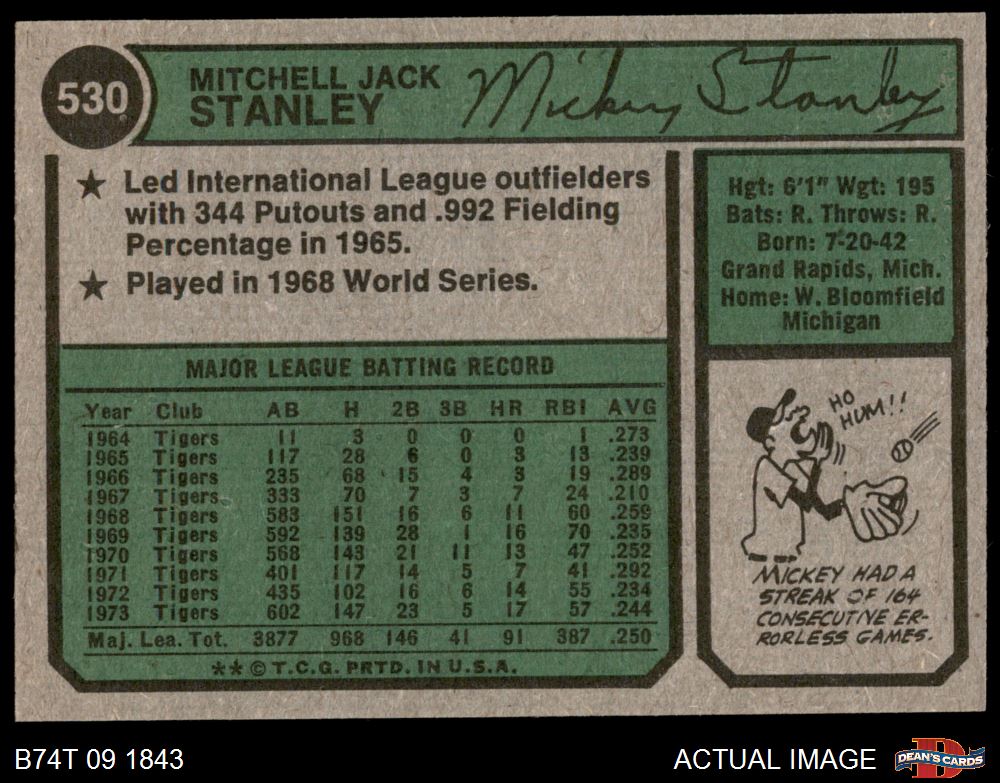 530
MITCHELL JACK
STANLEY
Mickey Stanley
★ Led International League outfielders
with 344 Putouts and .992 Fielding
Percentage in 1965.
★ Played in 1968 World Series.
Hgt: 6'1" Wgt: 195
Bats: R. Throws: R.
Born: 7-20-42
Grand Rapids, Mich.
Home: W. Bloomfield
Michigan
MAJOR LEAGUE BATTING RECORD
Year Club AB H 2B 3B HR RBI AVG
1964 Tigers 11 3 0 0 0 1 .273
1965 Tigers 117 28 6 0 3 13 .239
1966 Tigers 235 68 15 4 3 19 .289
1967 Tigers 333 70 7 3 7 24 .210
1968 Tigers 583 151 16 6 11 60 .259
1969 Tigers 592 139 28 1 16 70 .235
1970 Tigers 568 143 21 11 13 47 .252
1971 Tigers 401 117 14 5 7 41 .292
1972 Tigers 435 102 16 6 14 55 .234
1973 Tigers 602 147 23 5 17 57 .244
Maj. Lea. Tot. 3877 968 146 41 91 387 .250
**© T.C.G. PRTD. IN U.S.A.
HO
HUM!!
MICKEY HAD A
STREAK OF 164
CONSECUTIVE ER-
RORLESS GAMES.
B74T 09 1843
ACTUAL IMAGE
D
DEAN'S CARDS